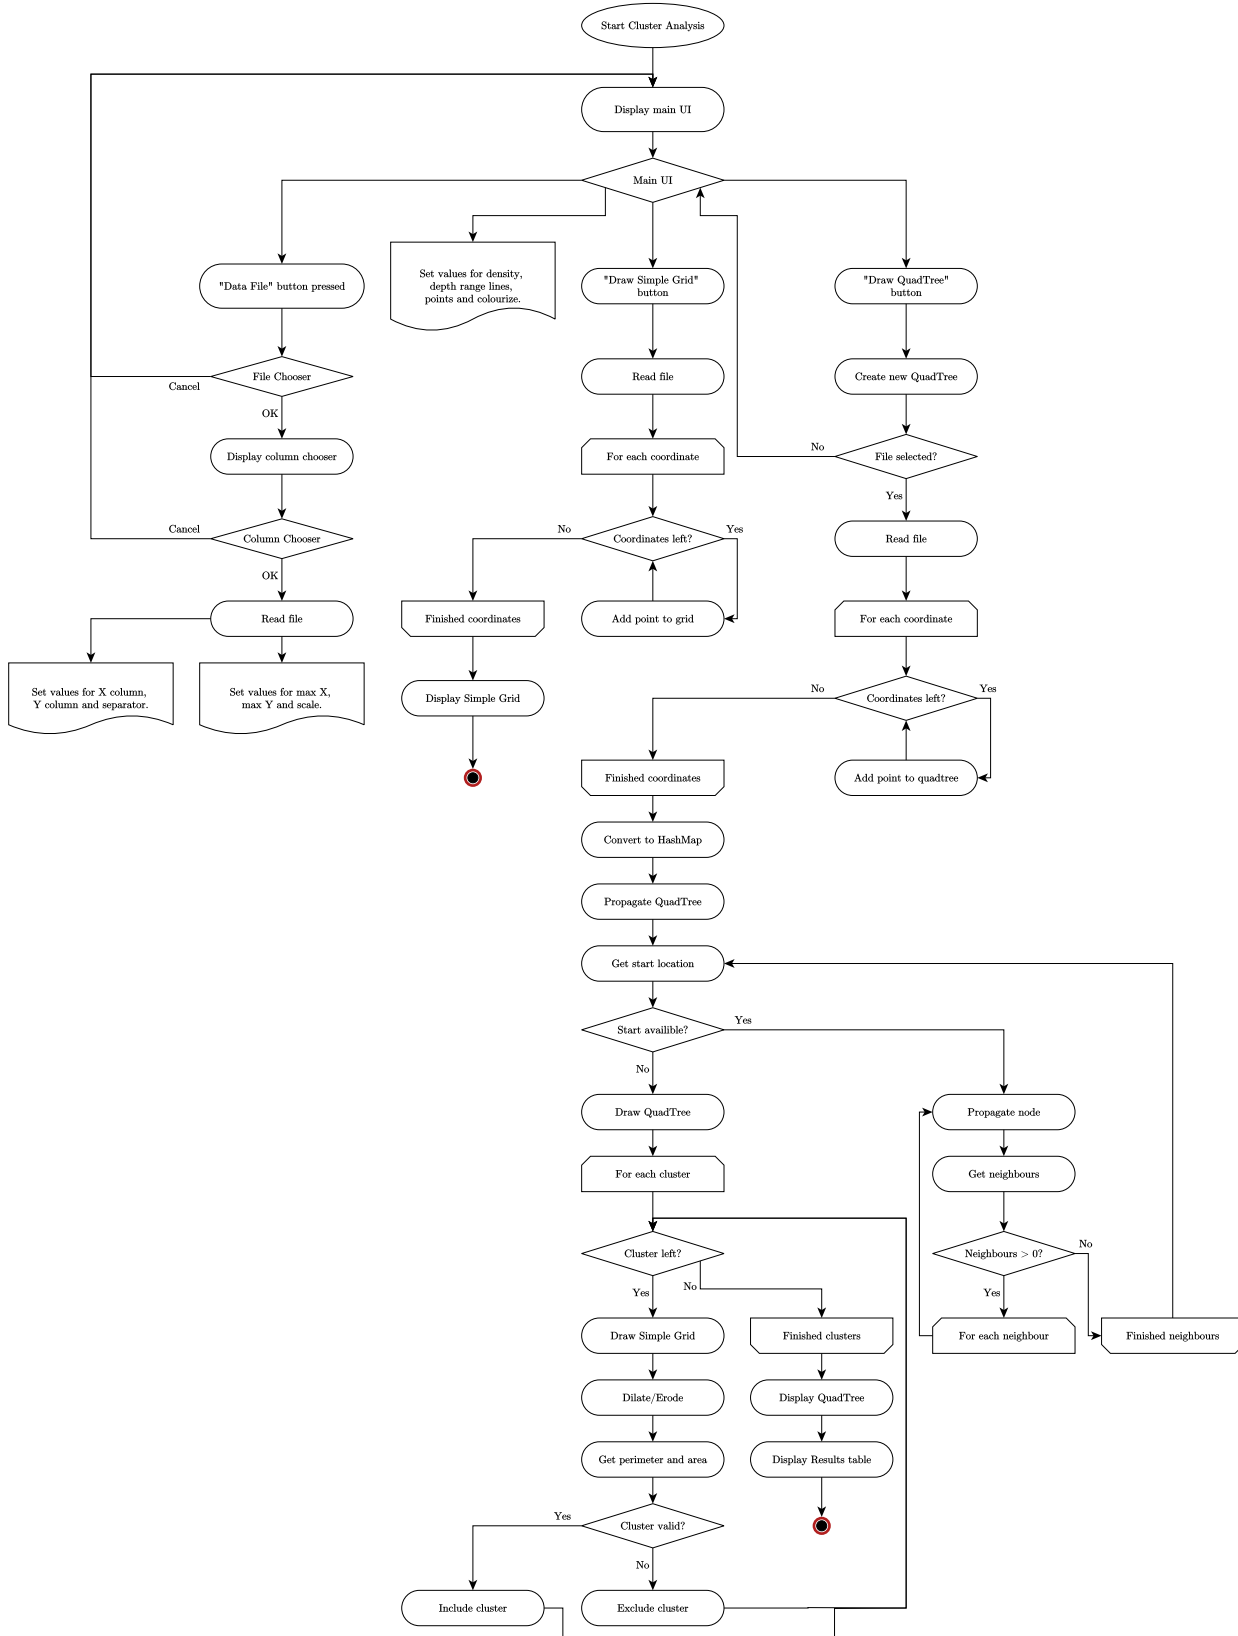 Start Cluster Analysis
Display main UI
Main UI
"Data File" button pressed
Set values for density,
depth range lines,
points and colourize.
"Draw Simple Grid"
button
"Draw QuadTree"
button
File Chooser
Cancel
OK
Read file
Create new QuadTree
Display column chooser
For each coordinate
No
File selected?
Yes
Cancel
Column Chooser
OK
No
Coordinates left?
Yes
Read file
Read file
Finished coordinates
Add point to grid
For each coordinate
Set values for X column,
Y column and separator.
Set values for max X,
max Y and scale.
Display Simple Grid
No
Coordinates left?
Yes
Finished coordinates
Add point to quadtree
Convert to HashMap
Propagate QuadTree
Get start location
Start availible?
Yes
No
Draw QuadTree
Propagate node
For each cluster
Get neighbours
Cluster left?
No
Yes
Neighbours > 0?
No
Yes
Draw Simple Grid
Finished clusters
For each neighbour
Finished neighbours
Dilate/Erode
Display QuadTree
Get perimeter and area
Display Results table
Yes
Cluster valid?
No
Include cluster
Exclude cluster